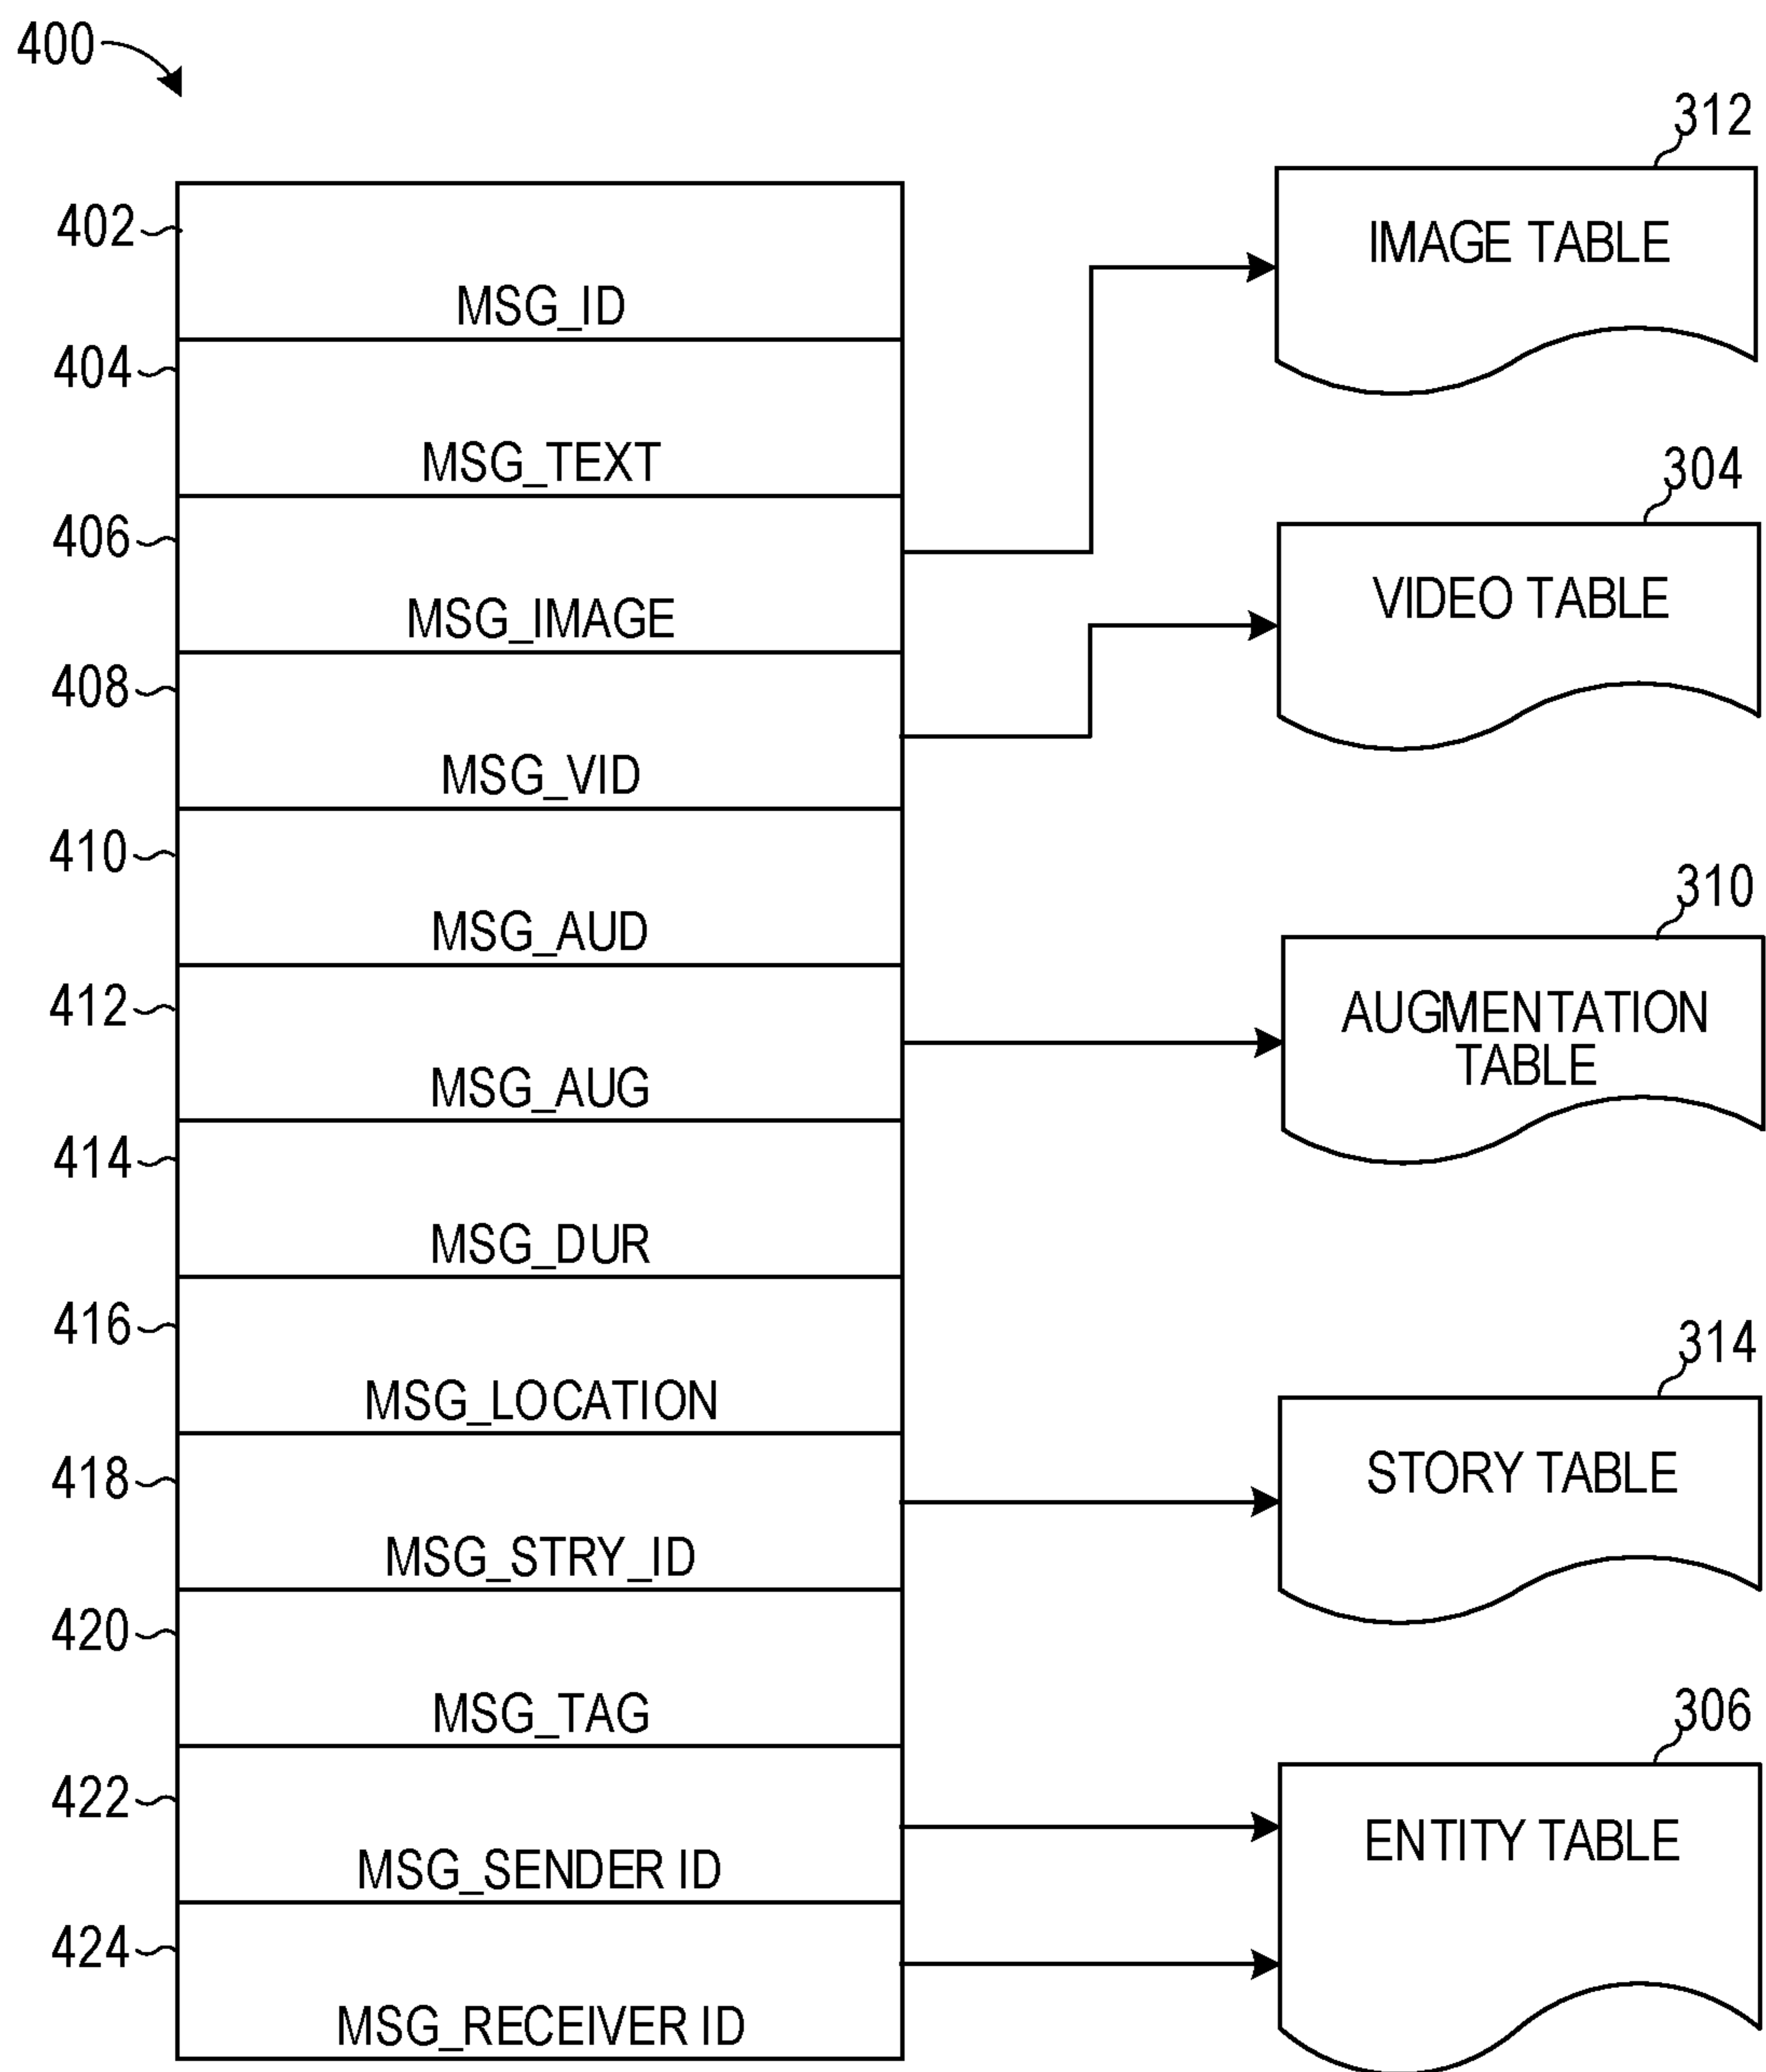 400
312
402
IMAGE TABLE
MSG_ID
404
MSG_TEXT
304
406
VIDEO TABLE
MSG_IMAGE
408
MSG_VID
410
310
MSG_AUD
412
AUGMENTATION
TABLE
MSG_AUG
414
MSG_DUR
416
314
MSG_LOCATION
418
STORY TABLE
MSG_STRY_ID
420
MSG_TAG
306
422
ENTITY TABLE
MSG_SENDER ID
424
MSG_RECEIVER ID